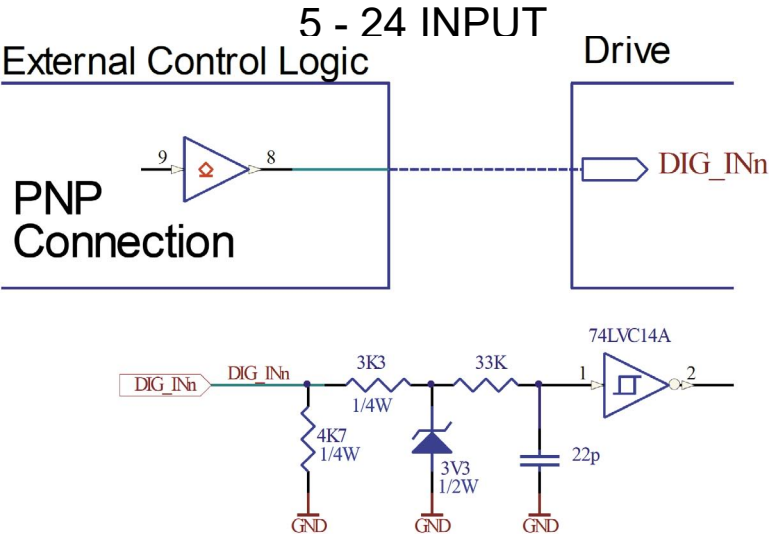 5 - 24 INPUT
External Control Logic
Drive
9
8
DIG_INn
PNP
Connection
74LVC14A
DIG_INn
DIG_INn
3K3
33K
1
2
1/4W
4K7
1/4W
3V3
1/2W
22p
GND
GND
GND